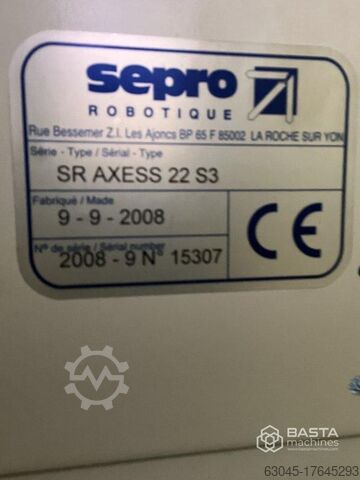 sepro
ROBOTIQUE
Rue Bessemer Z.I. Les Ajoncs BP 65 F 85002 LA ROCHE SUR YON
Série - Type / Sérial - Type
SR AXESS 22 S3
Fabriqué / Made
9 - 9 - 2008
N° de série / Sérial number
2008 - 9 N° 15307
CE
BASTA
machines
63045-17645293